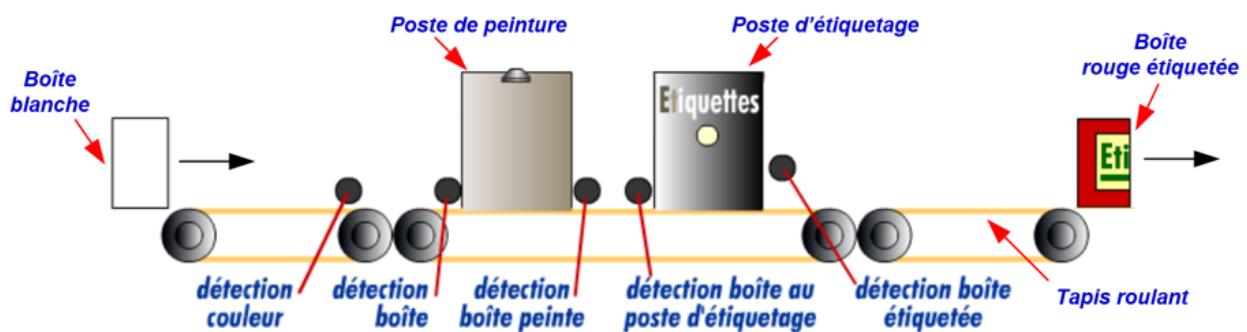 Poste de peinture
Poste d'étiquetage
Boîte
rouge étiquetée
Boîte
blanche
Etiquettes
Eti
détection
couleur
détection
boîte
détection
boîte peinte
détection boîte au
poste d'étiquetage
détection boîte
étiquetée
Tapis roulant